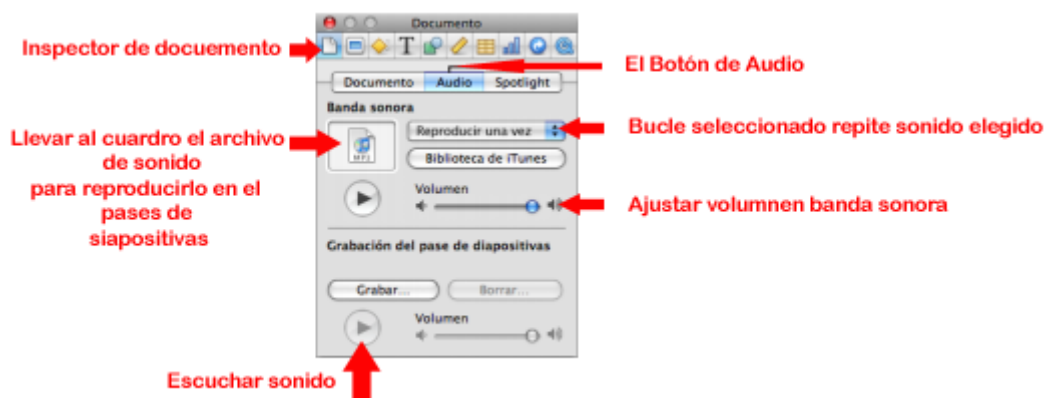 Documento
Inspector de docuemento
El Botón de Audio
Documento Audio Spotlight
Banda sonora
Llevar al cuardro el archivo
de sonido
para reproducirlo en el
pases de
siapositivas
MP3
Reproducir una vez
Bucle seleccionado repite sonido elegido
Biblioteca de iTunes
Volumen
Ajustar volumnen banda sonora
Grabación del pase de diapositivas
Grabar... Borrar...
Volumen
Escuchar sonido